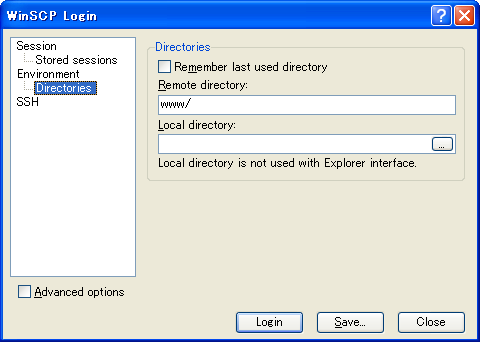 WinSCP Login
Session
Stored sessions
Environment
Directories
SSH
Advanced options
Directories
Remember last used directory
Remote directory:
www/
Local directory:
...
Local directory is not used with Explorer interface.
Login
Save...
Close